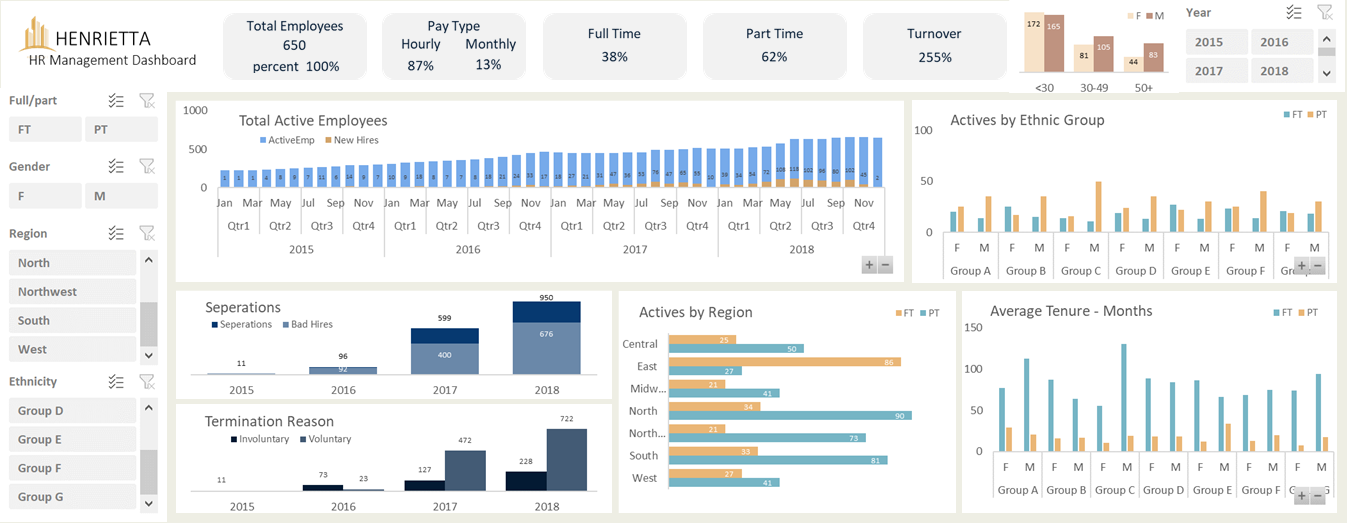 HENRIETTA
HR Management Dashboard
Total Employees
650
percent 100%
Pay Type
Hourly Monthly
87% 13%
Full Time
38%
Part Time
62%
Turnover
255%
F M
172 165 81 105 44 83
<30 30-49 50+
Year
2015 2016
2017 2018
Full/part
FT PT
Gender
F M
Region
North
Northwest
South
West
Ethnicity
Group D
Group E
Group F
Group G
Total Active Employees
ActiveEmp New Hires
1000
500
0
Jan Mar May Jul Sep Nov Jan Mar May Jul Sep Nov Jan Mar May Jul Sep Nov Jan Mar May Jul Sep Nov
Qtr1 Qtr2 Qtr3 Qtr4 Qtr1 Qtr2 Qtr3 Qtr4 Qtr1 Qtr2 Qtr3 Qtr4 Qtr1 Qtr2 Qtr3 Qtr4
2015 2016 2017 2018
+ −
Actives by Ethnic Group
FT PT
100
50
0
F M F M F M F M F M F M F M
Group A Group B Group C Group D Group E Group F
+ −
Seperations
Seperations Bad Hires
11 96 92 599 400 950 676
2015 2016 2017 2018
Termination Reason
Involuntary Voluntary
11 73 23 127 472 228 722
2015 2016 2017 2018
Actives by Region
FT PT
Central 25 50
East 86 27
Midw... 21 41
North 34 90
North... 21 73
South 33 81
West 27 41
Average Tenure - Months
FT PT
150
100
50
0
F M F M F M F M F M F M F M
Group A Group B Group C Group D Group E Group F
+ −